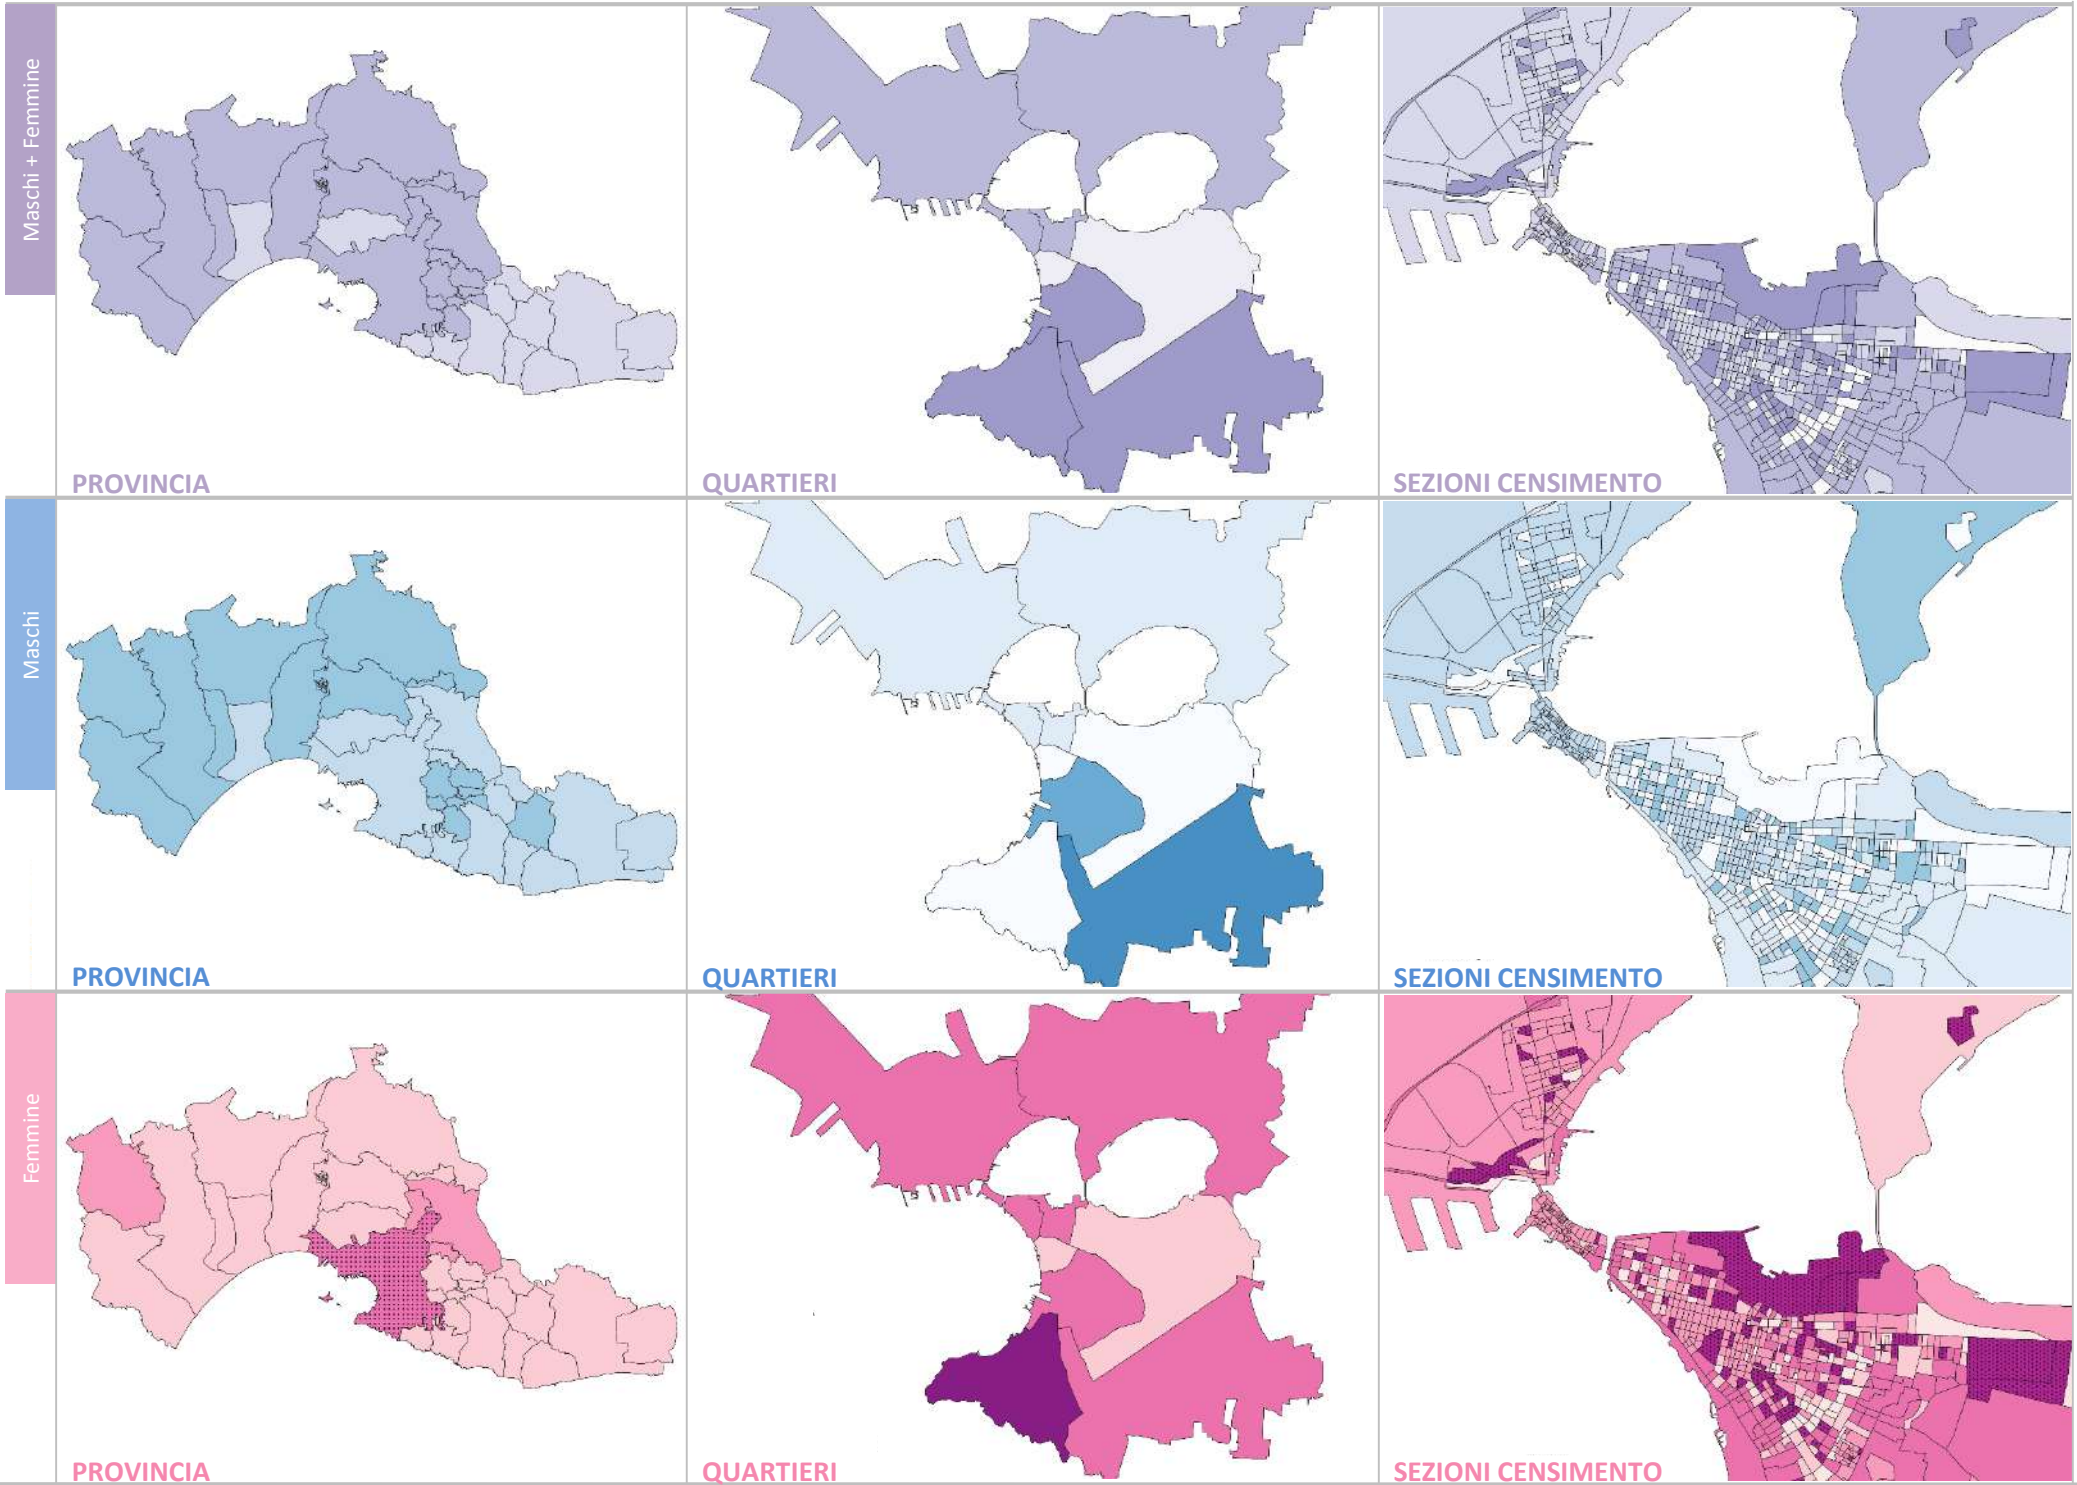 Maschi + Femmine
PROVINCIA
QUARTIERI
SEZIONI CENSIMENTO
Maschi
PROVINCIA
QUARTIERI
SEZIONI CENSIMENTO
Femmine
PROVINCIA
QUARTIERI
SEZIONI CENSIMENTO